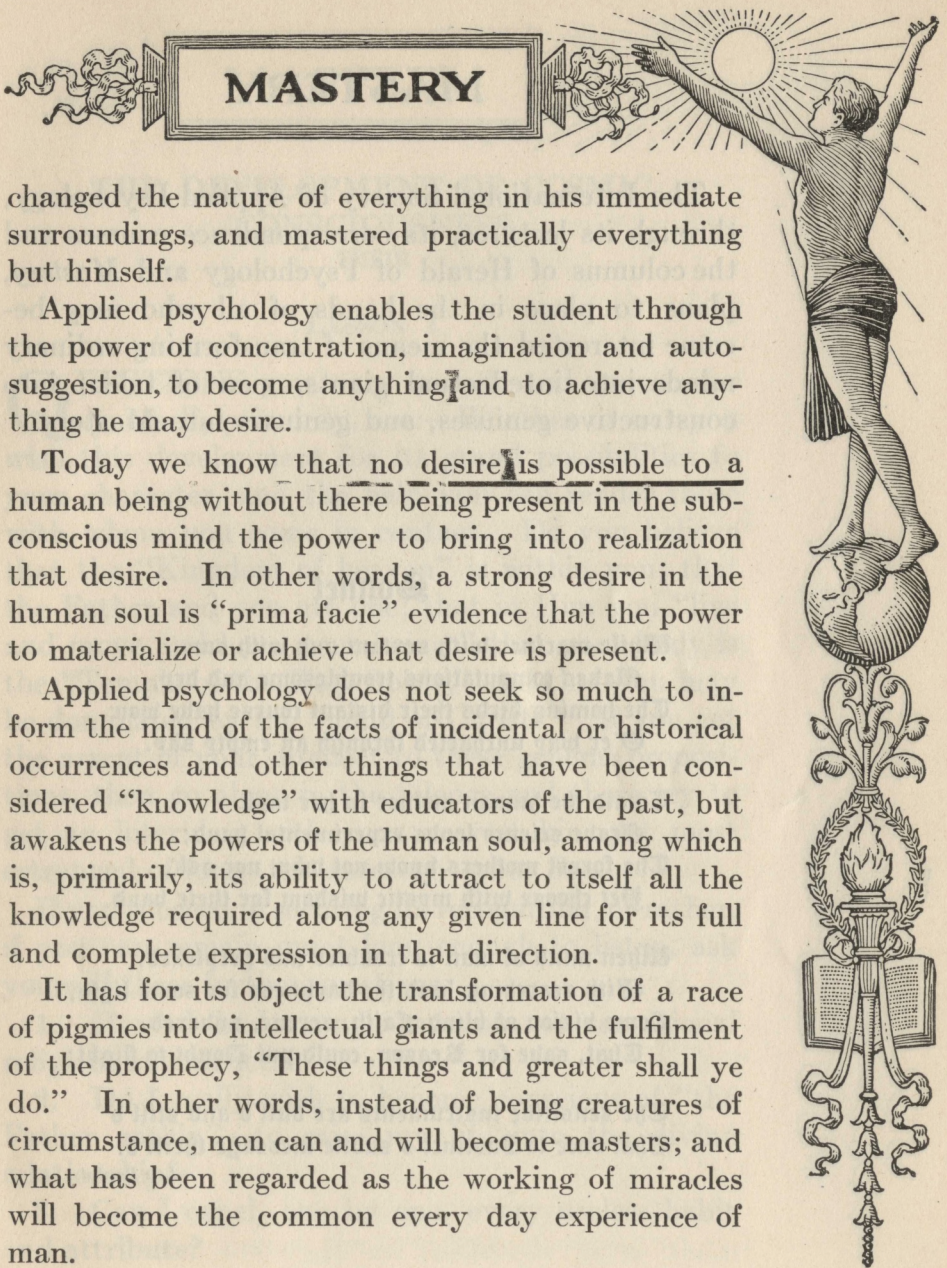 MASTERY
changed the nature of everything in his immediate
surroundings, and mastered practically everything
but himself.
Applied psychology enables the student through
the power of concentration, imagination and auto-
suggestion, to become anything and to achieve any-
thing he may desire.
Today we know that no desire is possible to a
human being without there being present in the sub-
conscious mind the power to bring into realization
that desire. In other words, a strong desire in the
human soul is “prima facie” evidence that the power
to materialize or achieve that desire is present.
Applied psychology does not seek so much to in-
form the mind of the facts of incidental or historical
occurrences and other things that have been con-
sidered “knowledge” with educators of the past, but
awakens the powers of the human soul, among which
is, primarily, its ability to attract to itself all the
knowledge required along any given line for its full
and complete expression in that direction.
It has for its object the transformation of a race
of pigmies into intellectual giants and the fulfilment
of the prophecy, “These things and greater shall ye
do.” In other words, instead of being creatures of
circumstance, men can and will become masters; and
what has been regarded as the working of miracles
will become the common every day experience of
man.